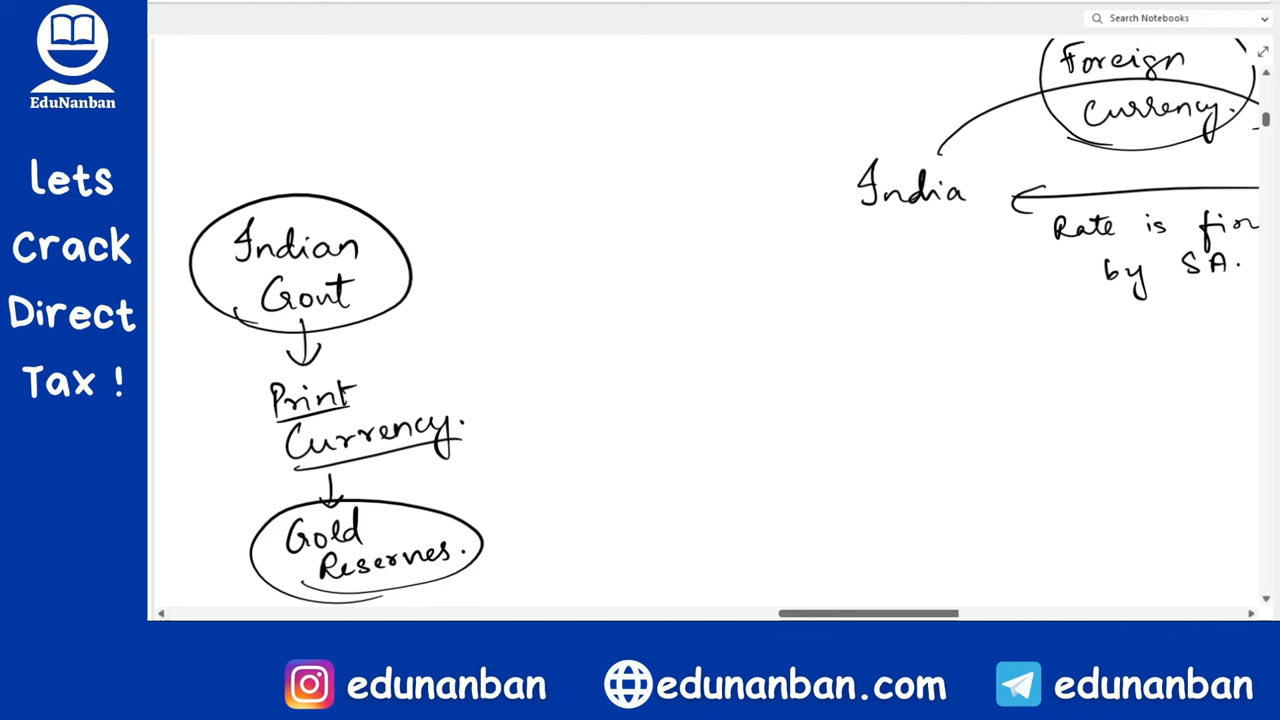 EduNanban
lets
Crack
Direct
Tax !
Search Notebooks
Foreign
Currency.
India
Rate is
by SA.
Indian
Govt
Print
Currency.
Gold
Reserves.
edunanban
edunanban.com
edunanban